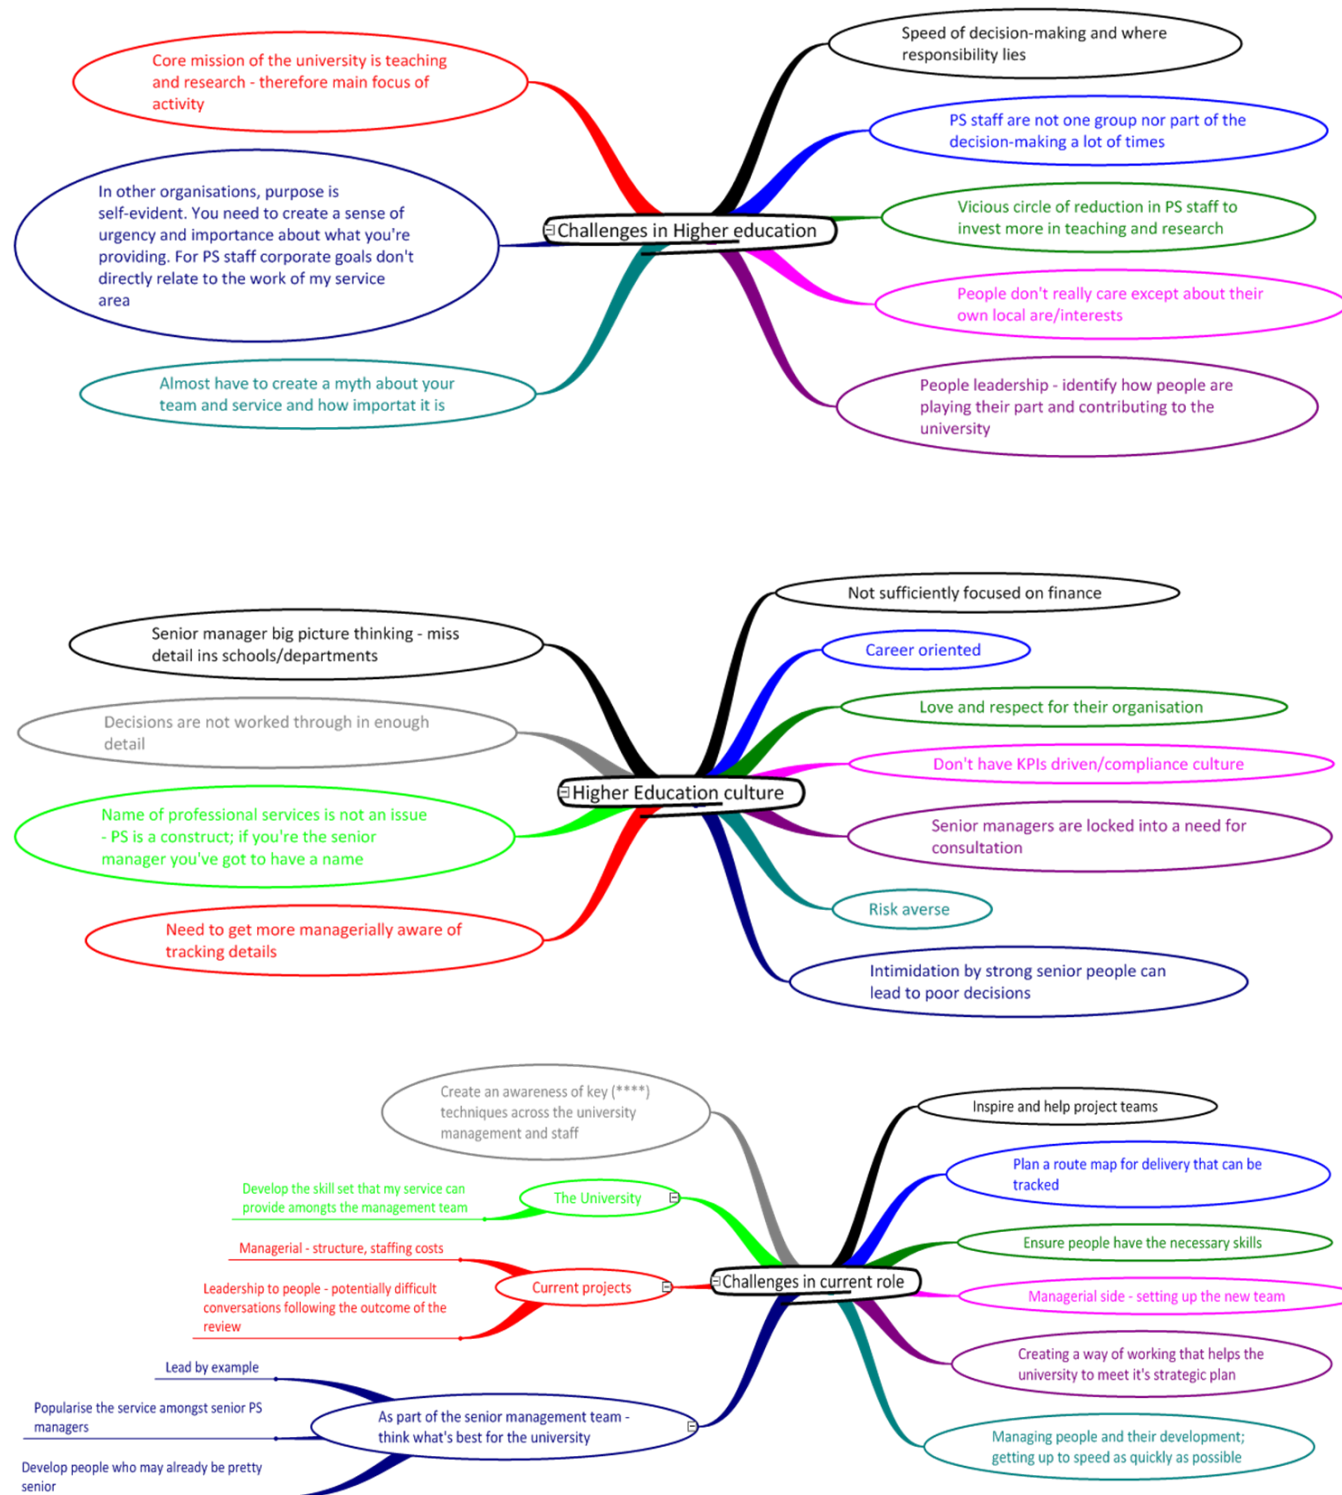 Core mission of the university is teaching
and research - therefore main focus of
activity
In other organisations, purpose is
self-evident. You need to create a sense of
urgency and importance about what you're
providing. For PS staff corporate goals don't
directly relate to the work of my service
area
Almost have to create a myth about your
team and service and how importat it is
Challenges in Higher education
Speed of decision-making and where
responsibility lies
PS staff are not one group nor part of the
decision-making a lot of times
Vicious circle of reduction in PS staff to
invest more in teaching and research
People don't really care except about their
own local are/interests
People leadership - identify how people are
playing their part and contributing to the
university
Senior manager big picture thinking - miss
detail ins schools/departments
Decisions are not worked through in enough
detail
Name of professional services is not an issue
- PS is a construct; if you're the senior
manager you've got to have a name
Need to get more managerially aware of
tracking details
Higher Education culture
Not sufficiently focused on finance
Career oriented
Love and respect for their organisation
Don't have KPIs driven/compliance culture
Senior managers are locked into a need for
consultation
Risk averse
Intimidation by strong senior people can
lead to poor decisions
Create an awareness of key (****)
techniques across the university
management and staff
The University
Develop the skill set that my service can
provide amongts the management team
Current projects
Managerial - structure, staffing costs
Leadership to people - potentially difficult
conversations following the outcome of the
review
As part of the senior management team -
think what's best for the university
Lead by example
Popularise the service amongst senior PS
managers
Develop people who may already be pretty
senior
Challenges in current role
Inspire and help project teams
Plan a route map for delivery that can be
tracked
Ensure people have the necessary skills
Managerial side - setting up the new team
Creating a way of working that helps the
university to meet it's strategic plan
Managing people and their development;
getting up to speed as quickly as possible